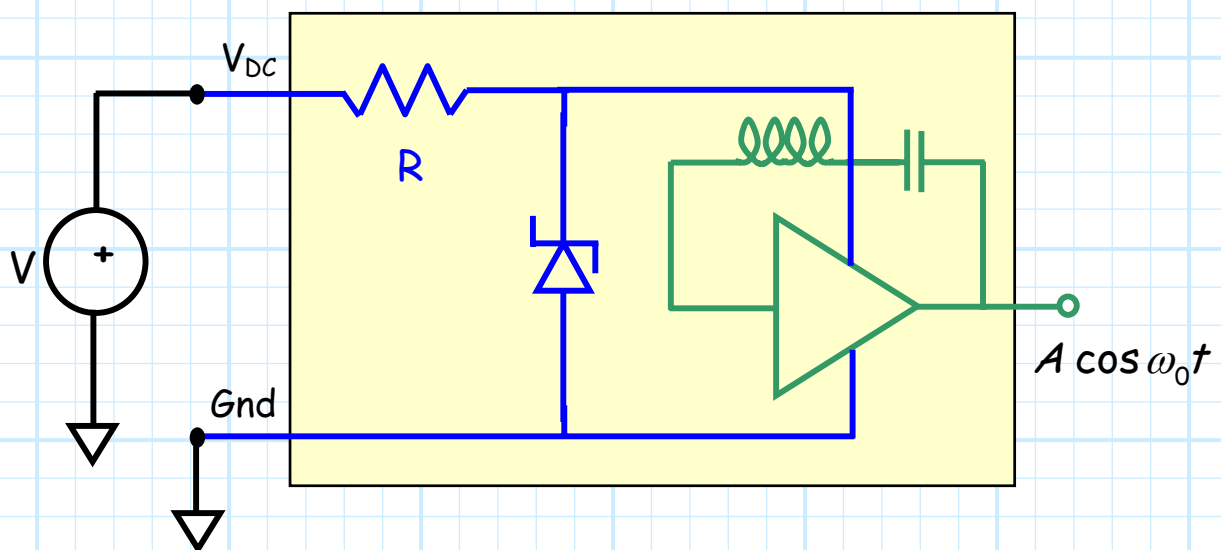 V_DC
R
+
V
Gnd
A cos ω₀t